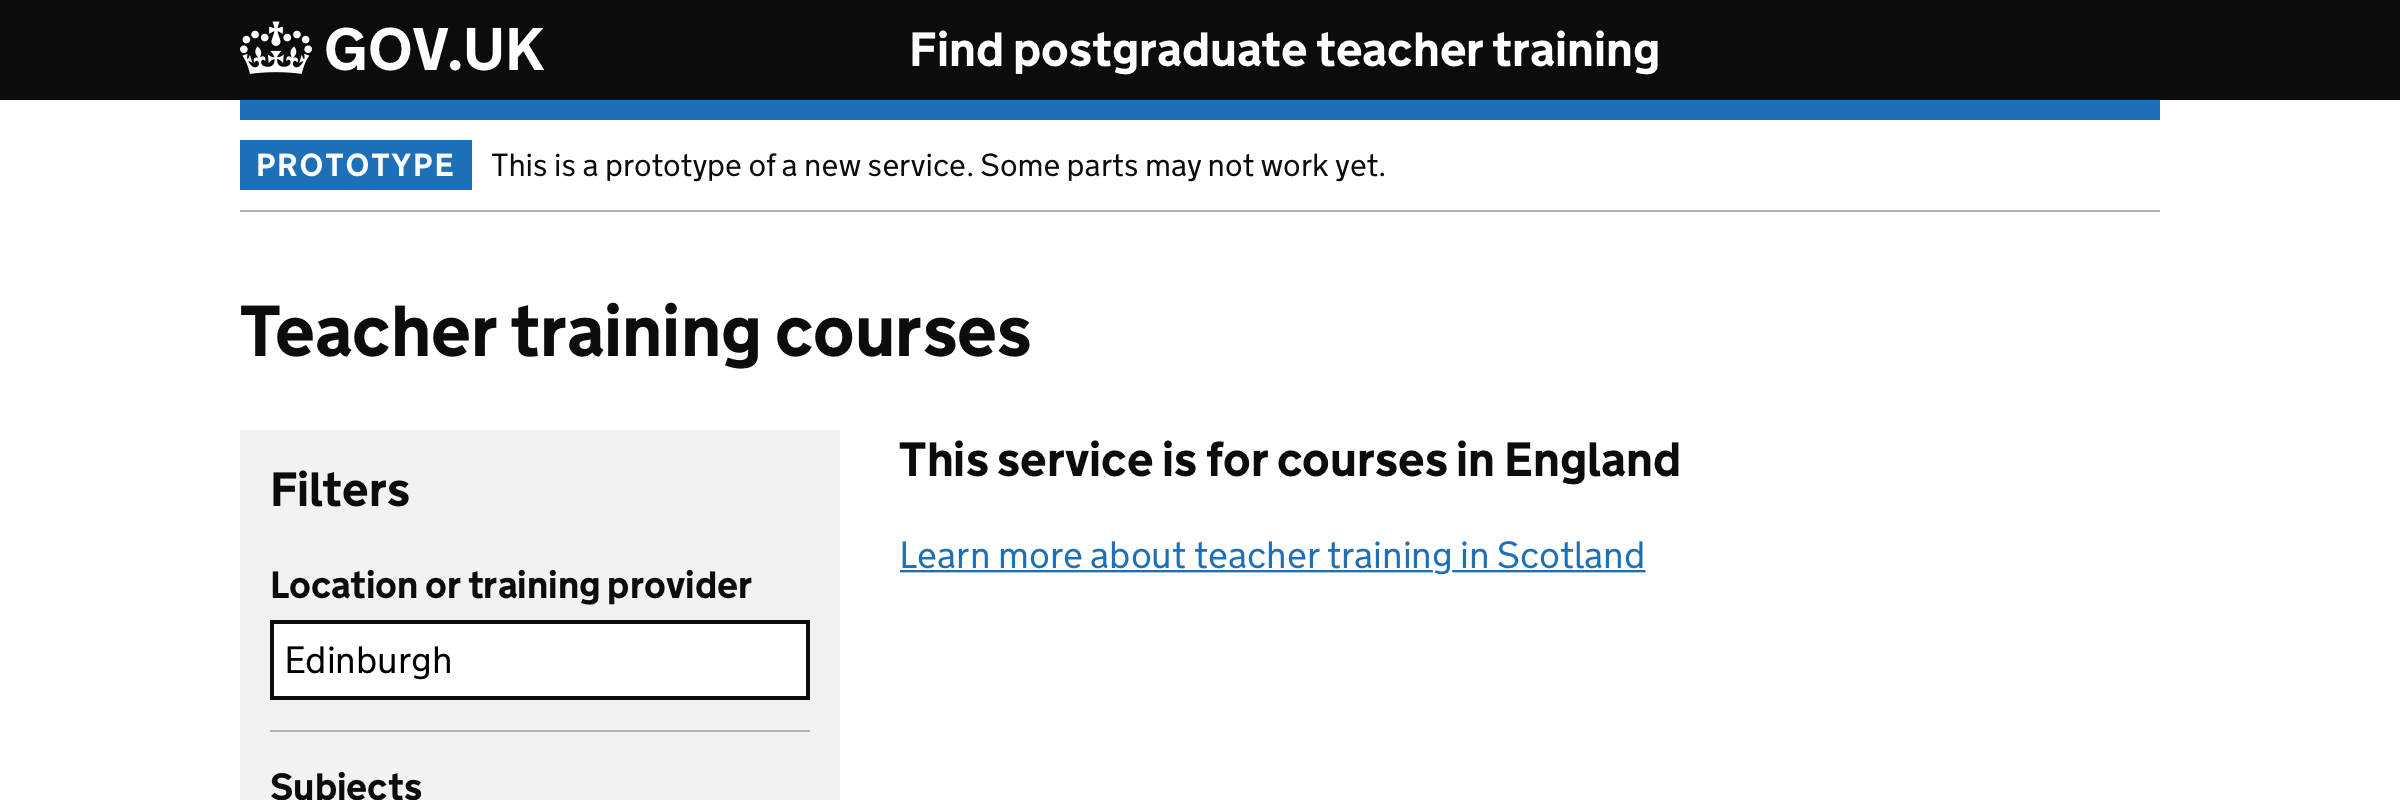 GOV.UK Find postgraduate teacher training
PROTOTYPE This is a prototype of a new service. Some parts may not work yet.
Teacher training courses
Filters
Location or training provider
Edinburgh
Subjects
This service is for courses in England
Learn more about teacher training in Scotland